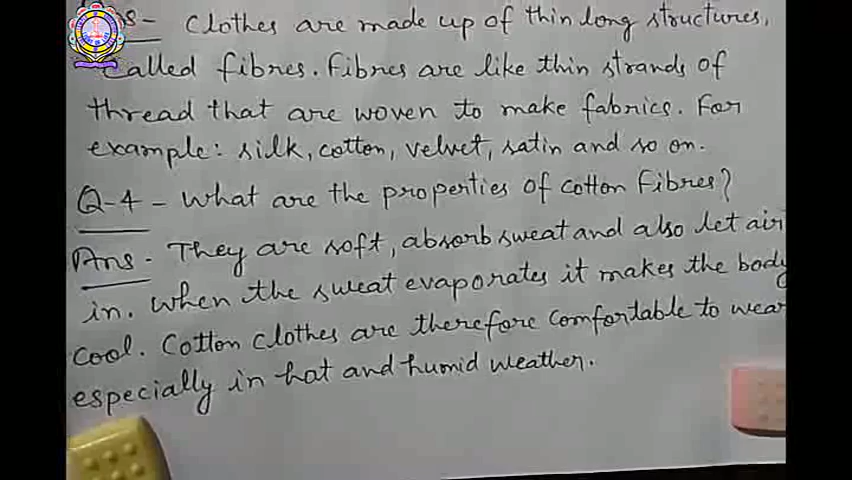 Ans - Clothes are made up of thin long structures,
called fibres. Fibres are like thin strands of
thread that are woven to make fabrics. For
example: silk, cotton, velvet, satin and so on.
Q-4 - What are the properties of cotton fibres?
Ans - They are soft, absorb sweat and also let air
in. When the sweat evaporates it makes the body
cool. Cotton clothes are therefore comfortable to wear
especially in hot and humid weather.